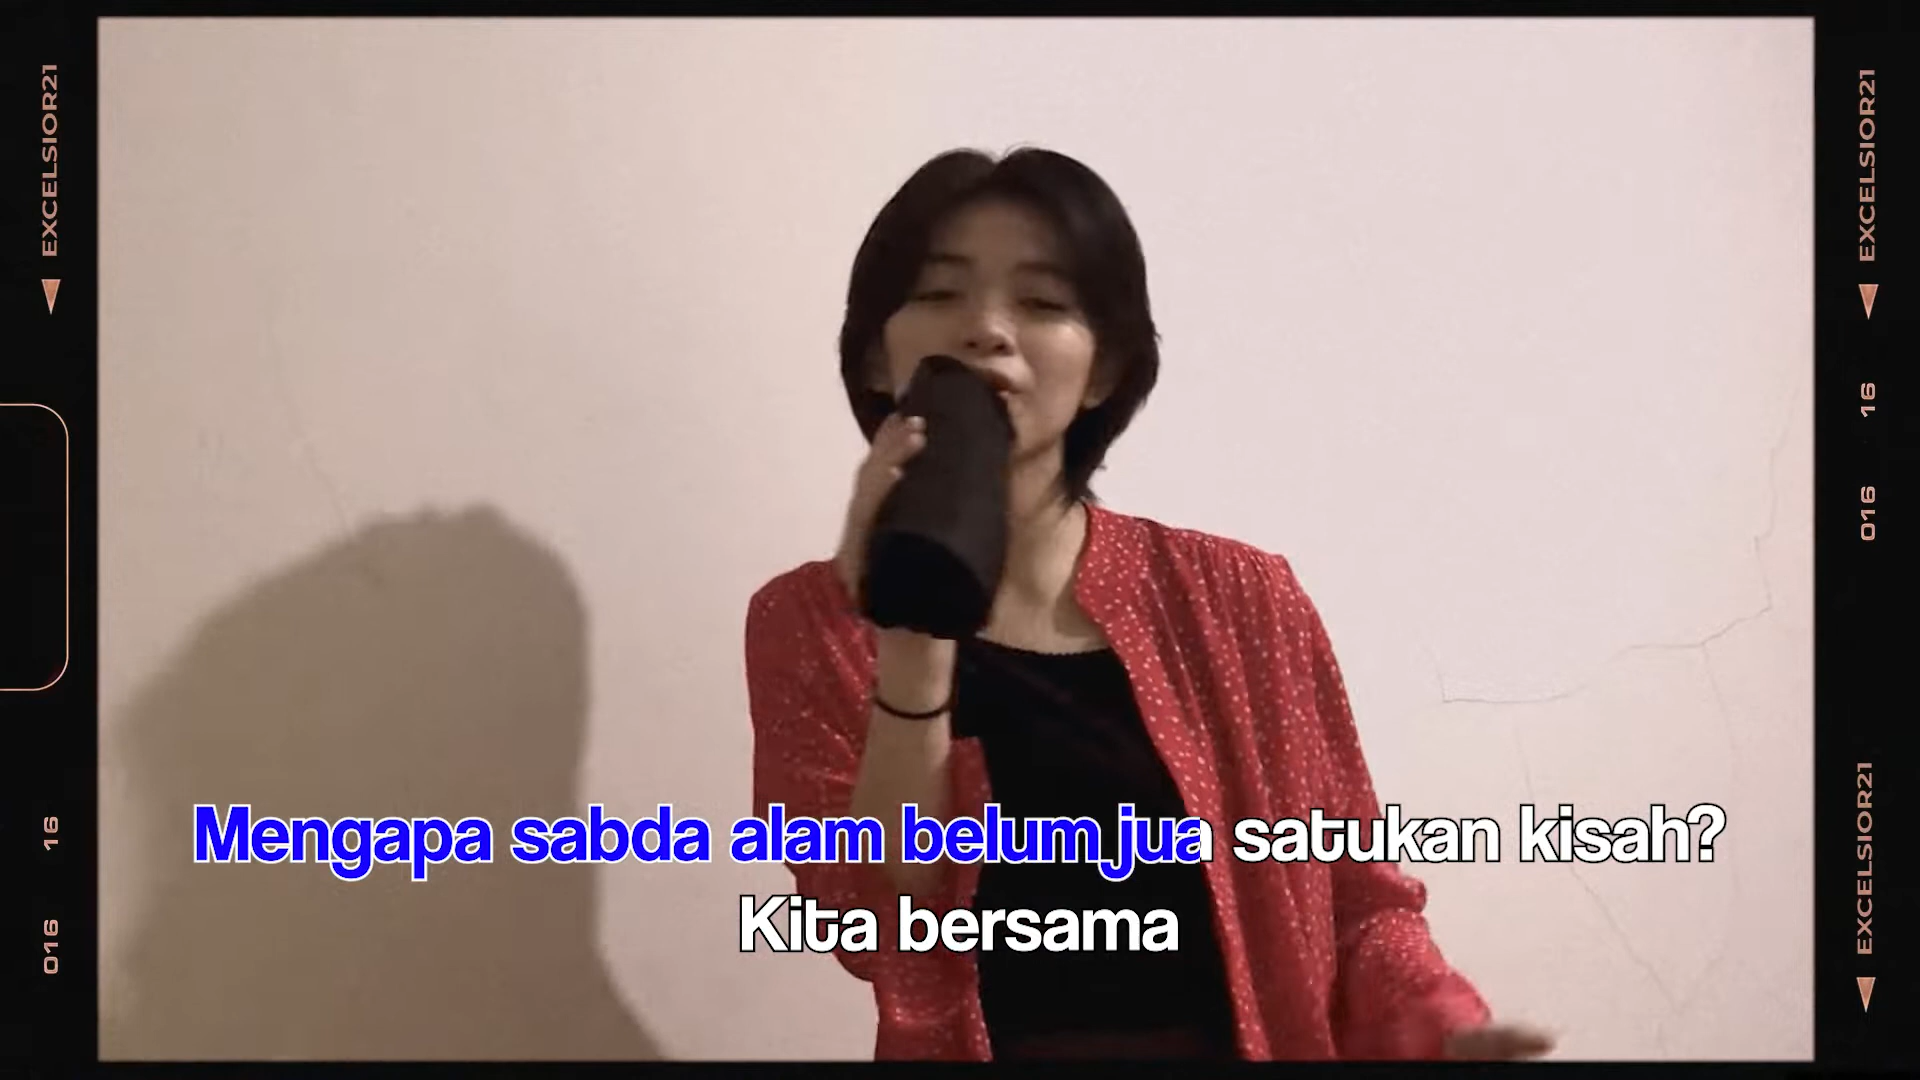 EXCELSIOR21
16
016
Mengapa sabda alam belum jua satukan kisah?
Kita bersama
EXCELSIOR21
16
016
EXCELSIOR21